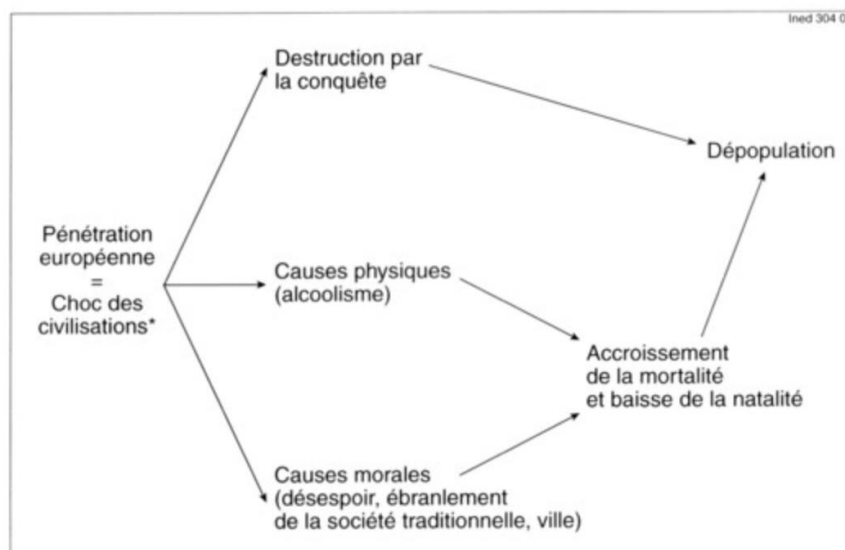 Ined 304 0
Destruction par
la conquête
Dépopulation
Pénétration
européenne
=
Choc des
civilisations*
Causes physiques
(alcoolisme)
Accroissement
de la mortalité
et baisse de la natalité
Causes morales
(désespoir, ébranlement
de la société traditionnelle, ville)